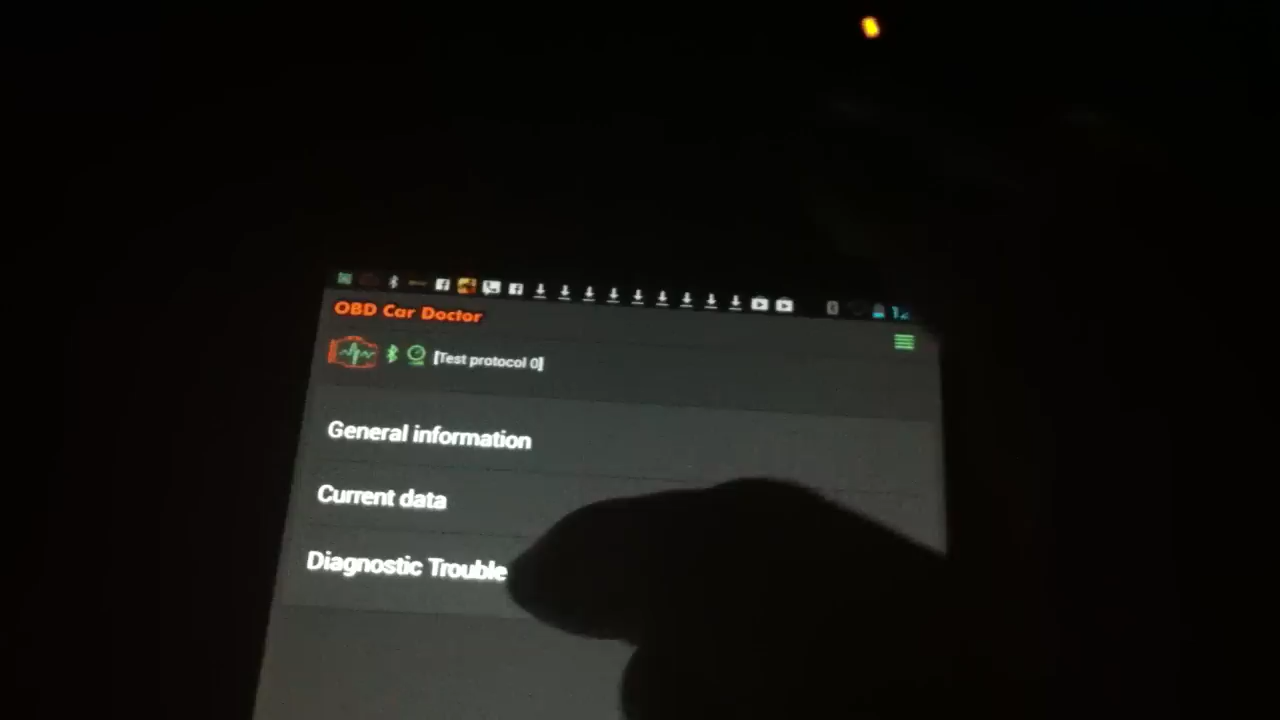 OBD Car Doctor
[Test protocol 0]
General information
Current data
Diagnostic Trouble